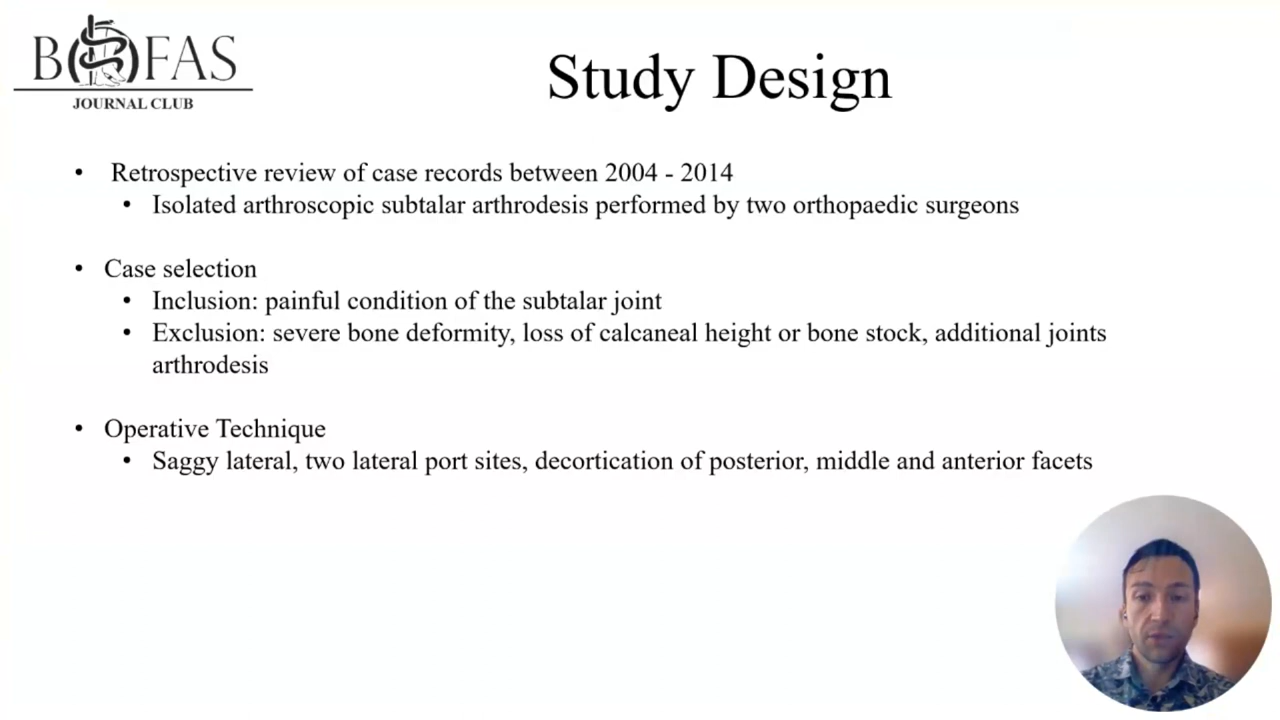 BOFAS
JOURNAL CLUB
Study Design
• Retrospective review of case records between 2004 - 2014
• Isolated arthroscopic subtalar arthrodesis performed by two orthopaedic surgeons
• Case selection
• Inclusion: painful condition of the subtalar joint
• Exclusion: severe bone deformity, loss of calcaneal height or bone stock, additional joints
arthrodesis
• Operative Technique
• Saggy lateral, two lateral port sites, decortication of posterior, middle and anterior facets